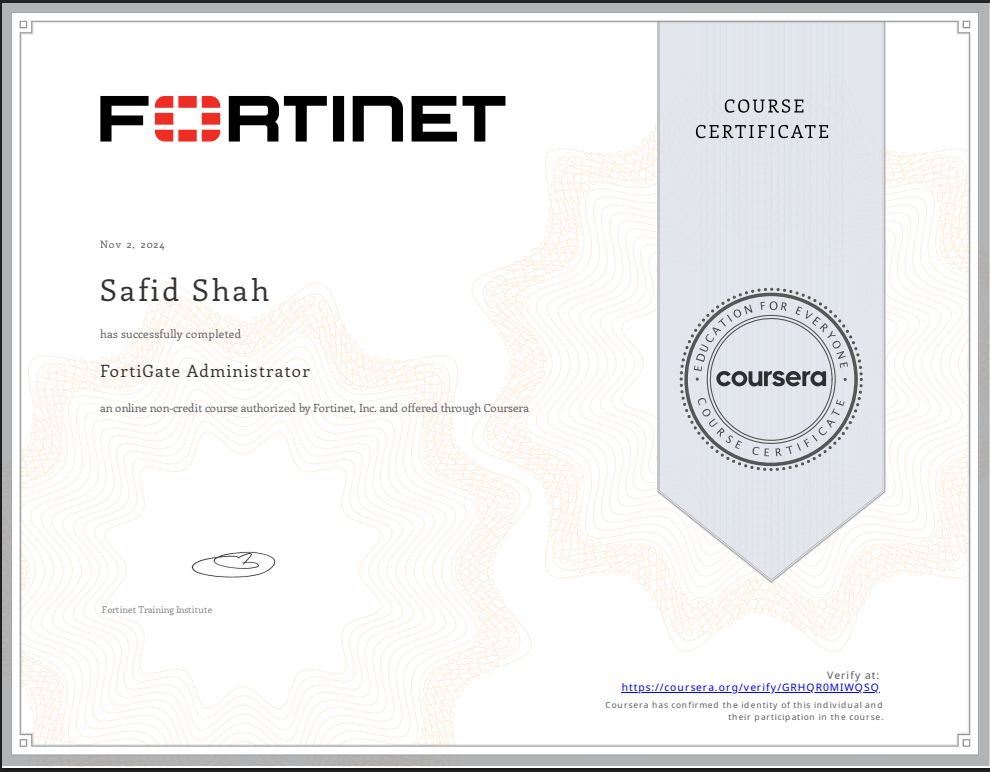 FORTINET
COURSE
CERTIFICATE
Nov 2, 2024
Safid Shah
has successfully completed
FortiGate Administrator
an online non-credit course authorized by Fortinet, Inc. and offered through Coursera
EDUCATION FOR EVERYONE
coursera
COURSE CERTIFICATE
Fortinet Training Institute
Verify at:
https://coursera.org/verify/GRHQR0MIWQSQ
Coursera has confirmed the identity of this individual and
their participation in the course.